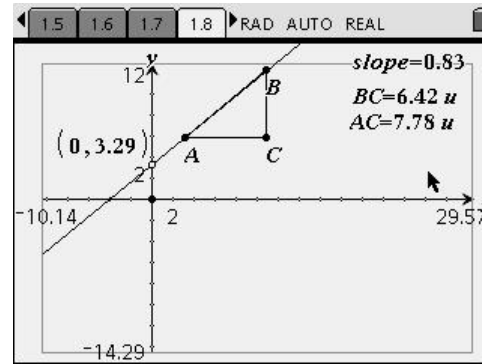 1.5 1.6 1.7 1.8 RAD AUTO REAL
y
12
slope=0.83
B
BC=6.42 u
AC=7.78 u
(0,3.29)
A
C
2
-10.14
2
29.57
-14.29